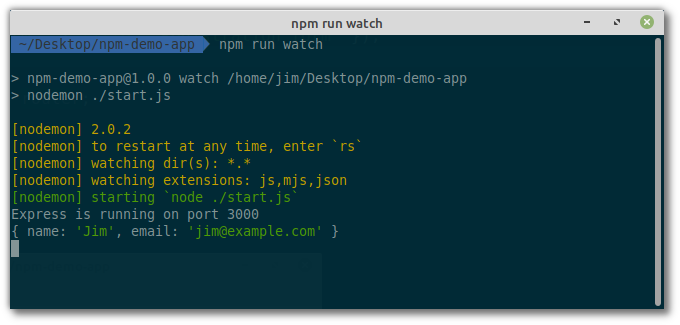 npm run watch
~/Desktop/npm-demo-app npm run watch
> npm-demo-app@1.0.0 watch /home/jim/Desktop/npm-demo-app
> nodemon ./start.js
[nodemon] 2.0.2
[nodemon] to restart at any time, enter `rs`
[nodemon] watching dir(s): *.*
[nodemon] watching extensions: js,mjs,json
[nodemon] starting `node ./start.js`
Express is running on port 3000
{ name: 'Jim', email: 'jim@example.com' }